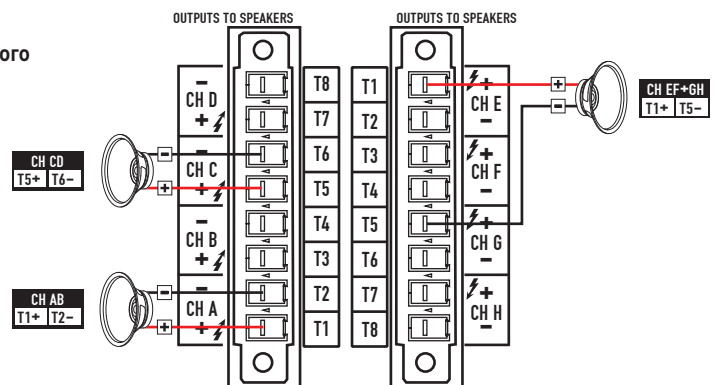 OUTPUTS TO SPEAKERS
OUTPUTS TO SPEAKERS
ого
T8
T7
T6
T5
T4
T3
T2
T1
T1
T2
T3
T4
T5
T6
T7
T8
−
CH D
+
−
CH C
+
−
CH B
+
−
CH A
+
+
CH E
−
+
CH F
−
+
CH G
−
+
CH H
−
CH CD
T5+ T6−
−
+
CH AB
T1+ T2−
−
+
CH EF+GH
T1+ T5−
+
−